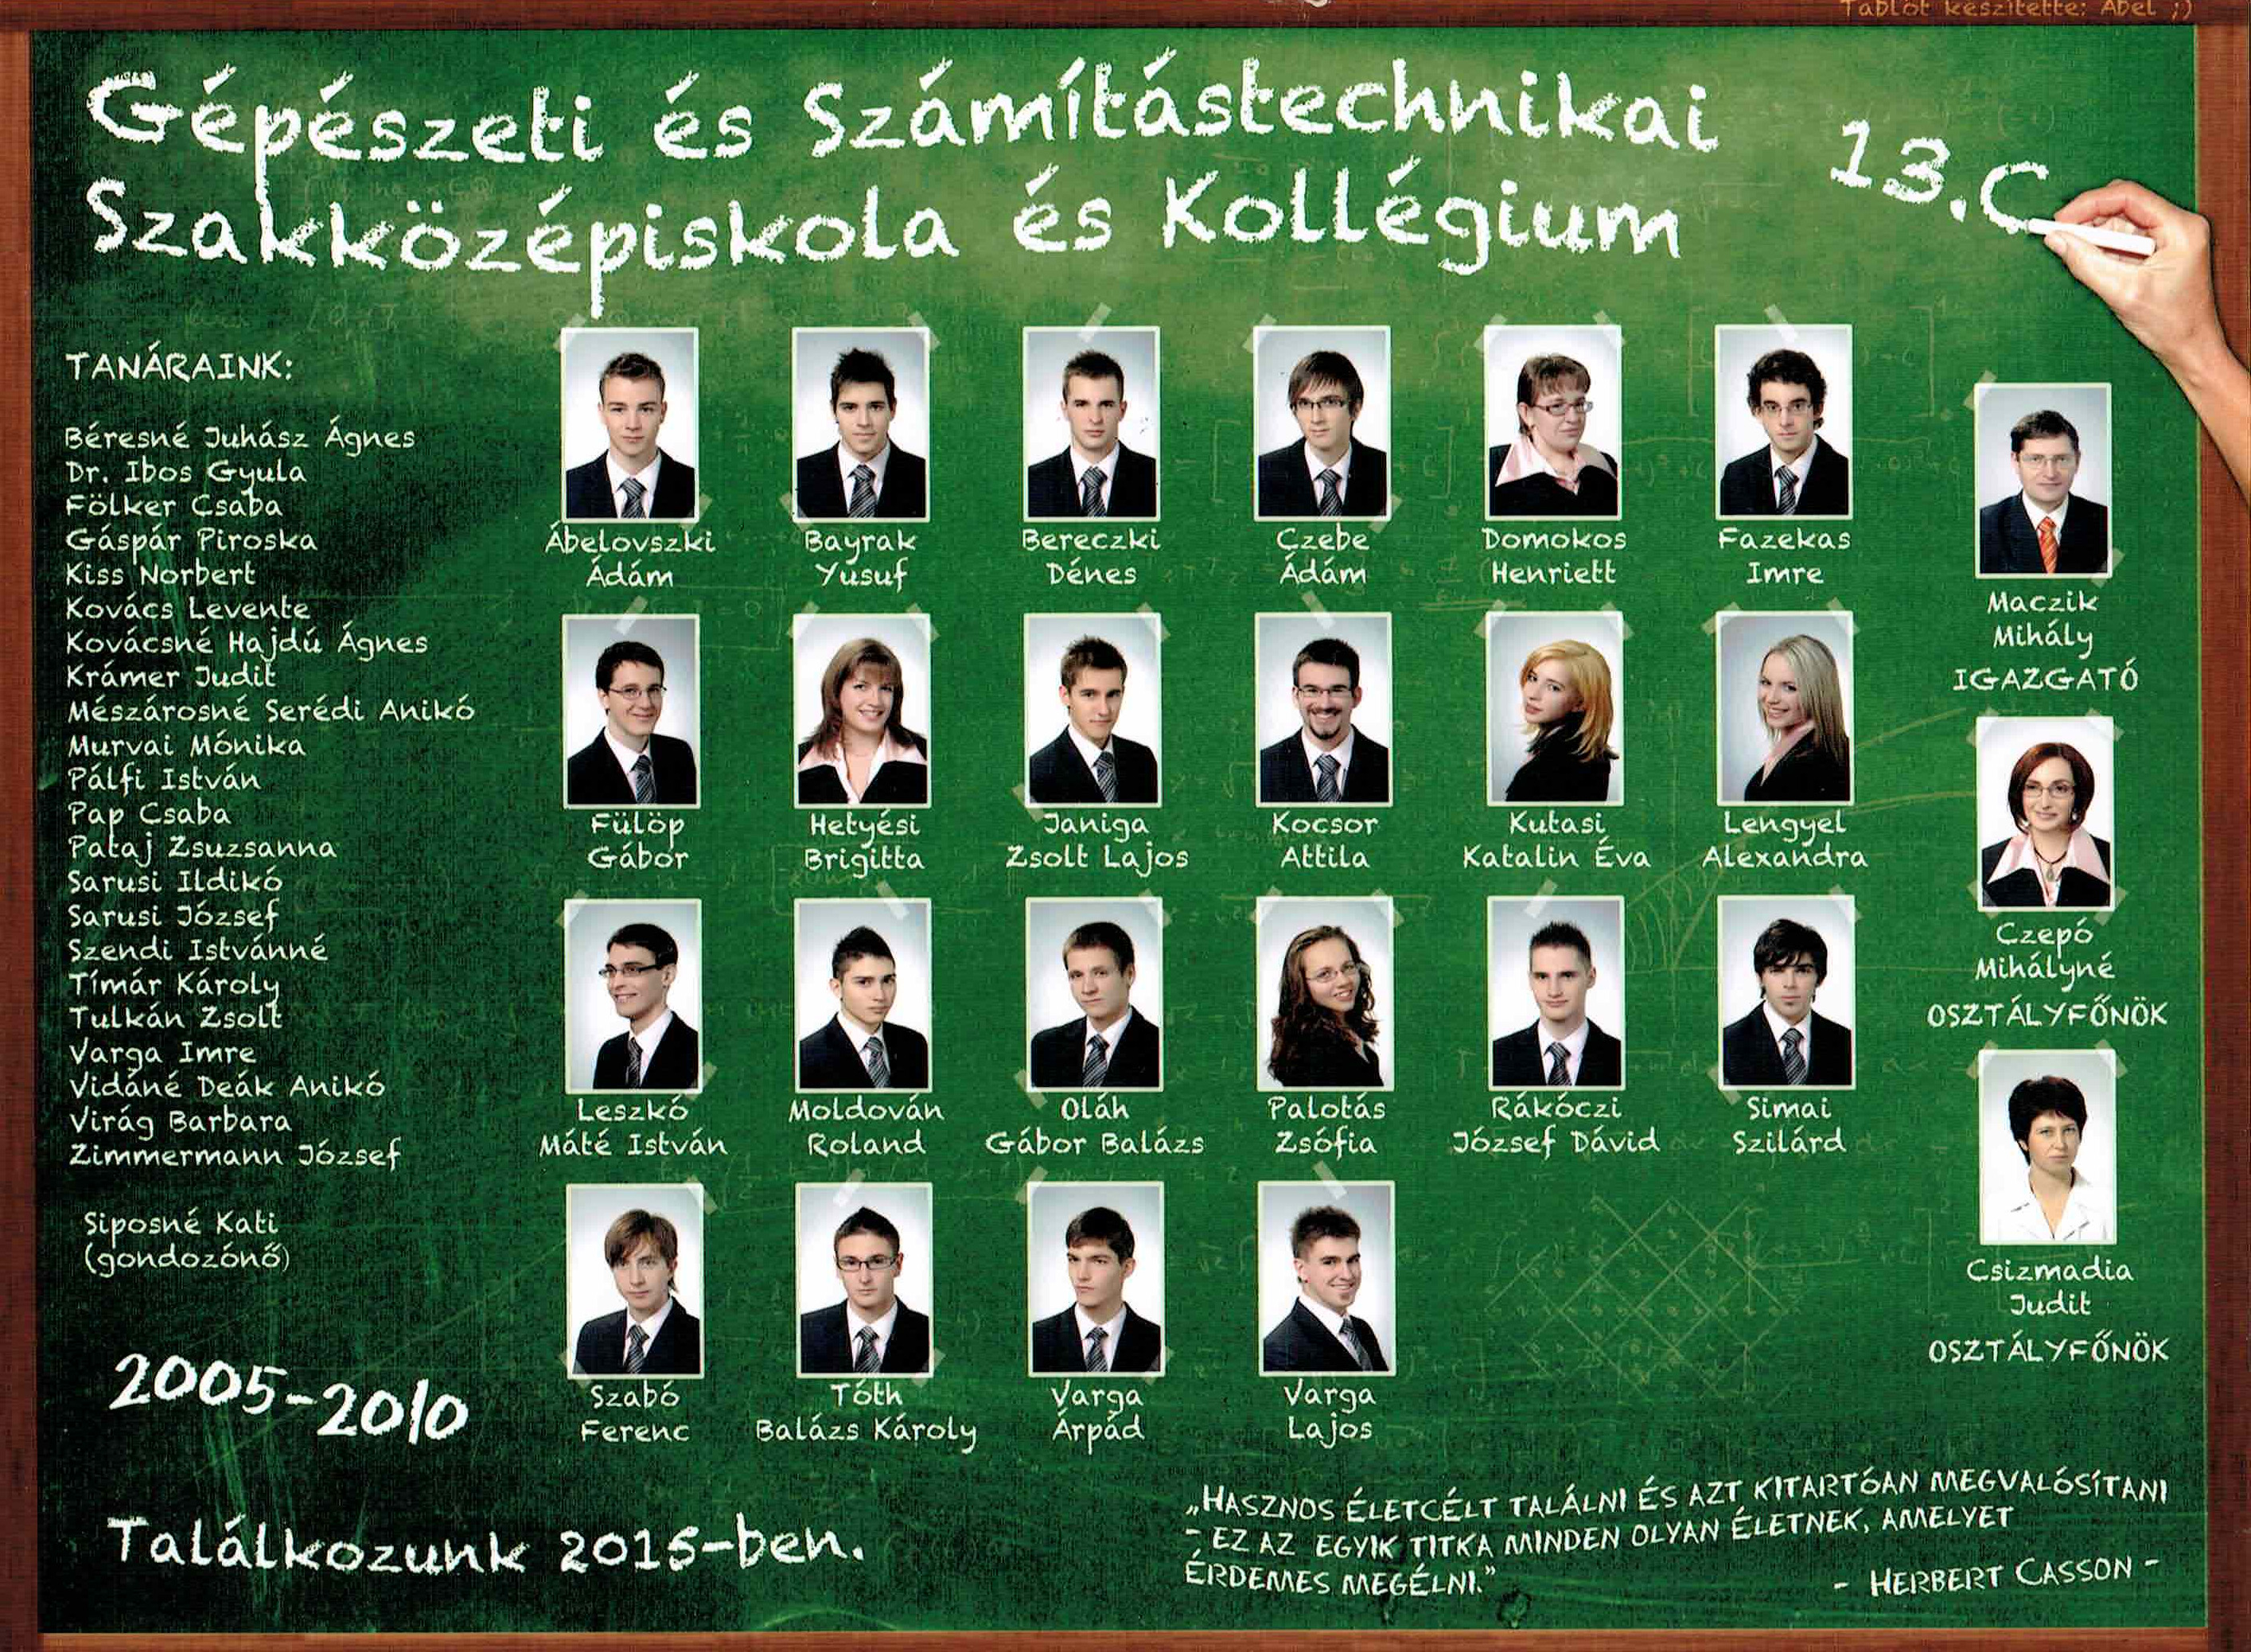 Tablót készítette: Ábel ;)
Gépészeti és Számítástechnikai
Szakközépiskola és Kollégium
13.C
TANÁRAINK:
Béresné Juhász Ágnes
Dr. Ibos Gyula
Fölker Csaba
Gáspár Piroska
Kiss Norbert
Kovács Levente
Kovácsné Hajdú Ágnes
Krámer Judit
Mészárosné Serédi Anikó
Murvai Mónika
Pálfi István
Pap Csaba
Pataj Zsuzsanna
Sarusi Ildikó
Sarusi József
Szendi Istvánné
Tímár Károly
Tulkán Zsolt
Varga Imre
Vidáné Deák Anikó
Virág Barbara
Zimmermann József
Siposné Kati
(gondozónő)
2005-2010
Találkozunk 2015-ben.
Ábelovszki
Ádám
Bayrak
Yusuf
Bereczki
Dénes
Czebe
Ádám
Domokos
Henriett
Fazekas
Imre
Fülöp
Gábor
Hetyési
Brigitta
Janiga
Zsolt Lajos
Kocsor
Attila
Kutasi
Katalin Éva
Lengyel
Alexandra
Leszkó
Máté István
Moldován
Roland
Oláh
Gábor Balázs
Palotás
Zsófia
Rákóczi
József Dávid
Simai
Szilárd
Szabó
Ferenc
Tóth
Balázs Károly
Varga
Árpád
Varga
Lajos
Maczik
Mihály
IGAZGATÓ
Czepó
Mihályné
OSZTÁLYFŐNÖK
Csizmadia
Judit
OSZTÁLYFŐNÖK
„HASZNOS ÉLETCÉLT TALÁLNI ÉS AZT KITARTÓAN MEGVALÓSÍTANI
- EZ AZ EGYIK TITKA MINDEN OLYAN ÉLETNEK, AMELYET
ÉRDEMES MEGÉLNI."
- HERBERT CASSON -